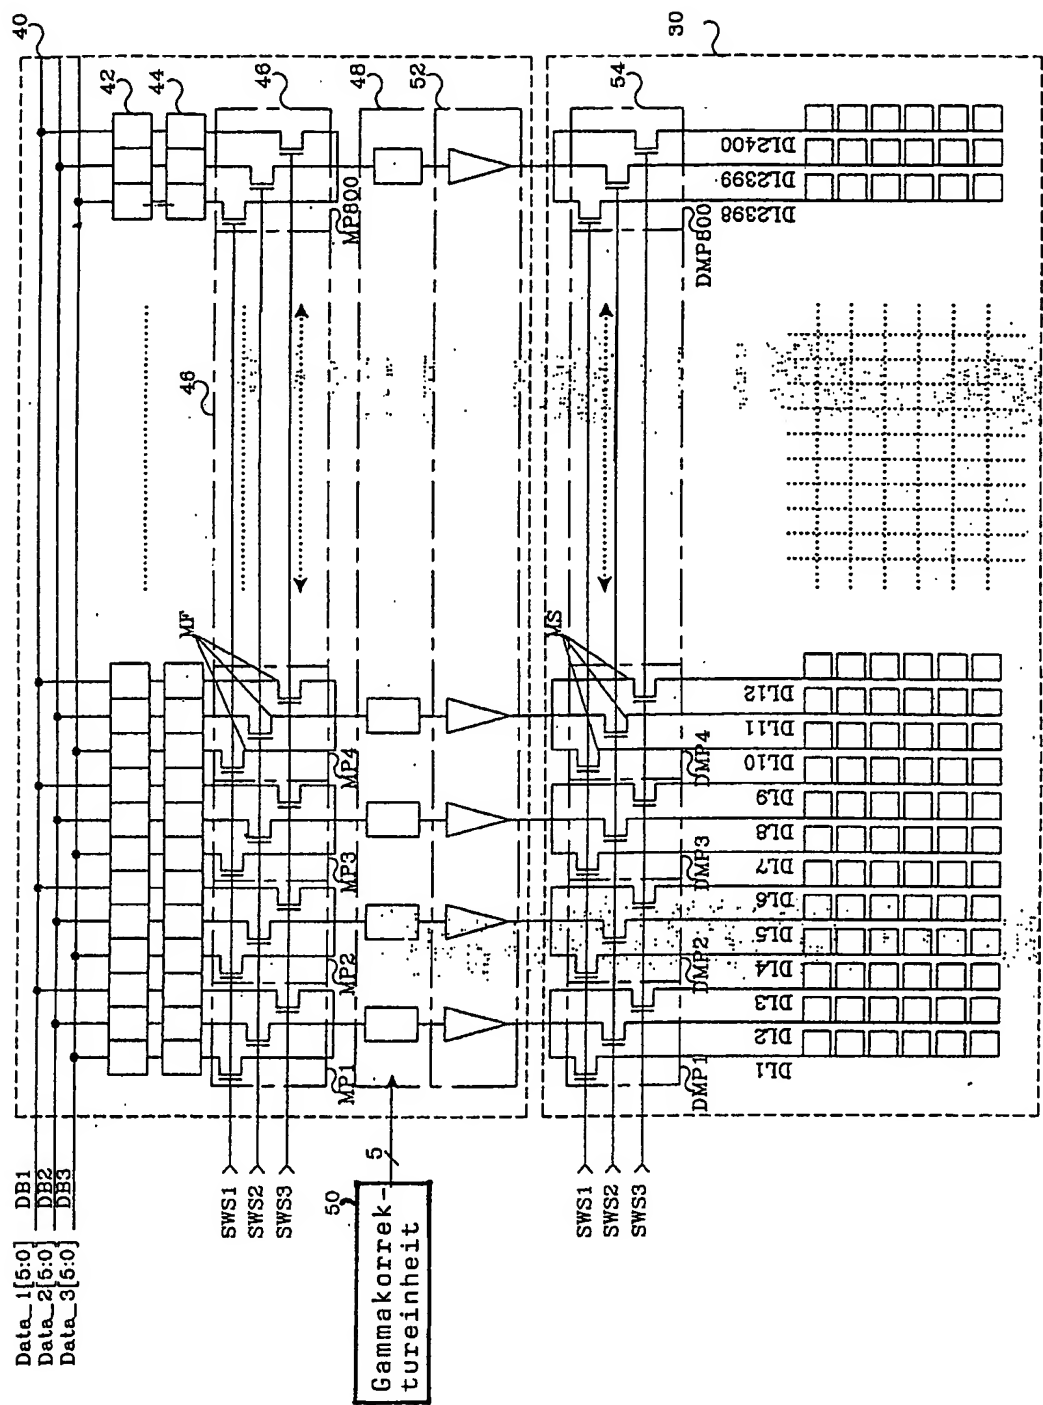 Data_1[5:0]
Data_2[5:0]
Data_3[5:0]
DB1
DB2
DB3
40
42
44
46
48
52
46
MF
MP1
MP2
MP3
MP4
MP800
SWS1
SWS2
SWS3
50
Gammakorrek-
tureinheit
5
30
54
MS
SWS1
SWS2
SWS3
DMP1
DMP2
DMP3
DMP4
DMP800
DL1
DL2
DL3
DL4
DL5
DL6
DL7
DL8
DL9
DL10
DL11
DL12
DL2398
DL2399
DL2400